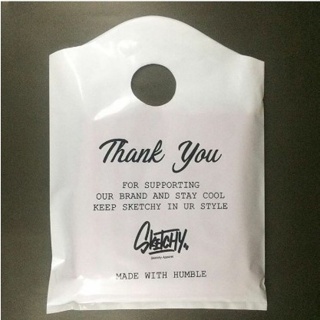 Thank You
FOR SUPPORTING
OUR BRAND AND STAY COOL
KEEP SKETCHY IN UR STYLE
SKETCHY
MADE WITH HUMBLE